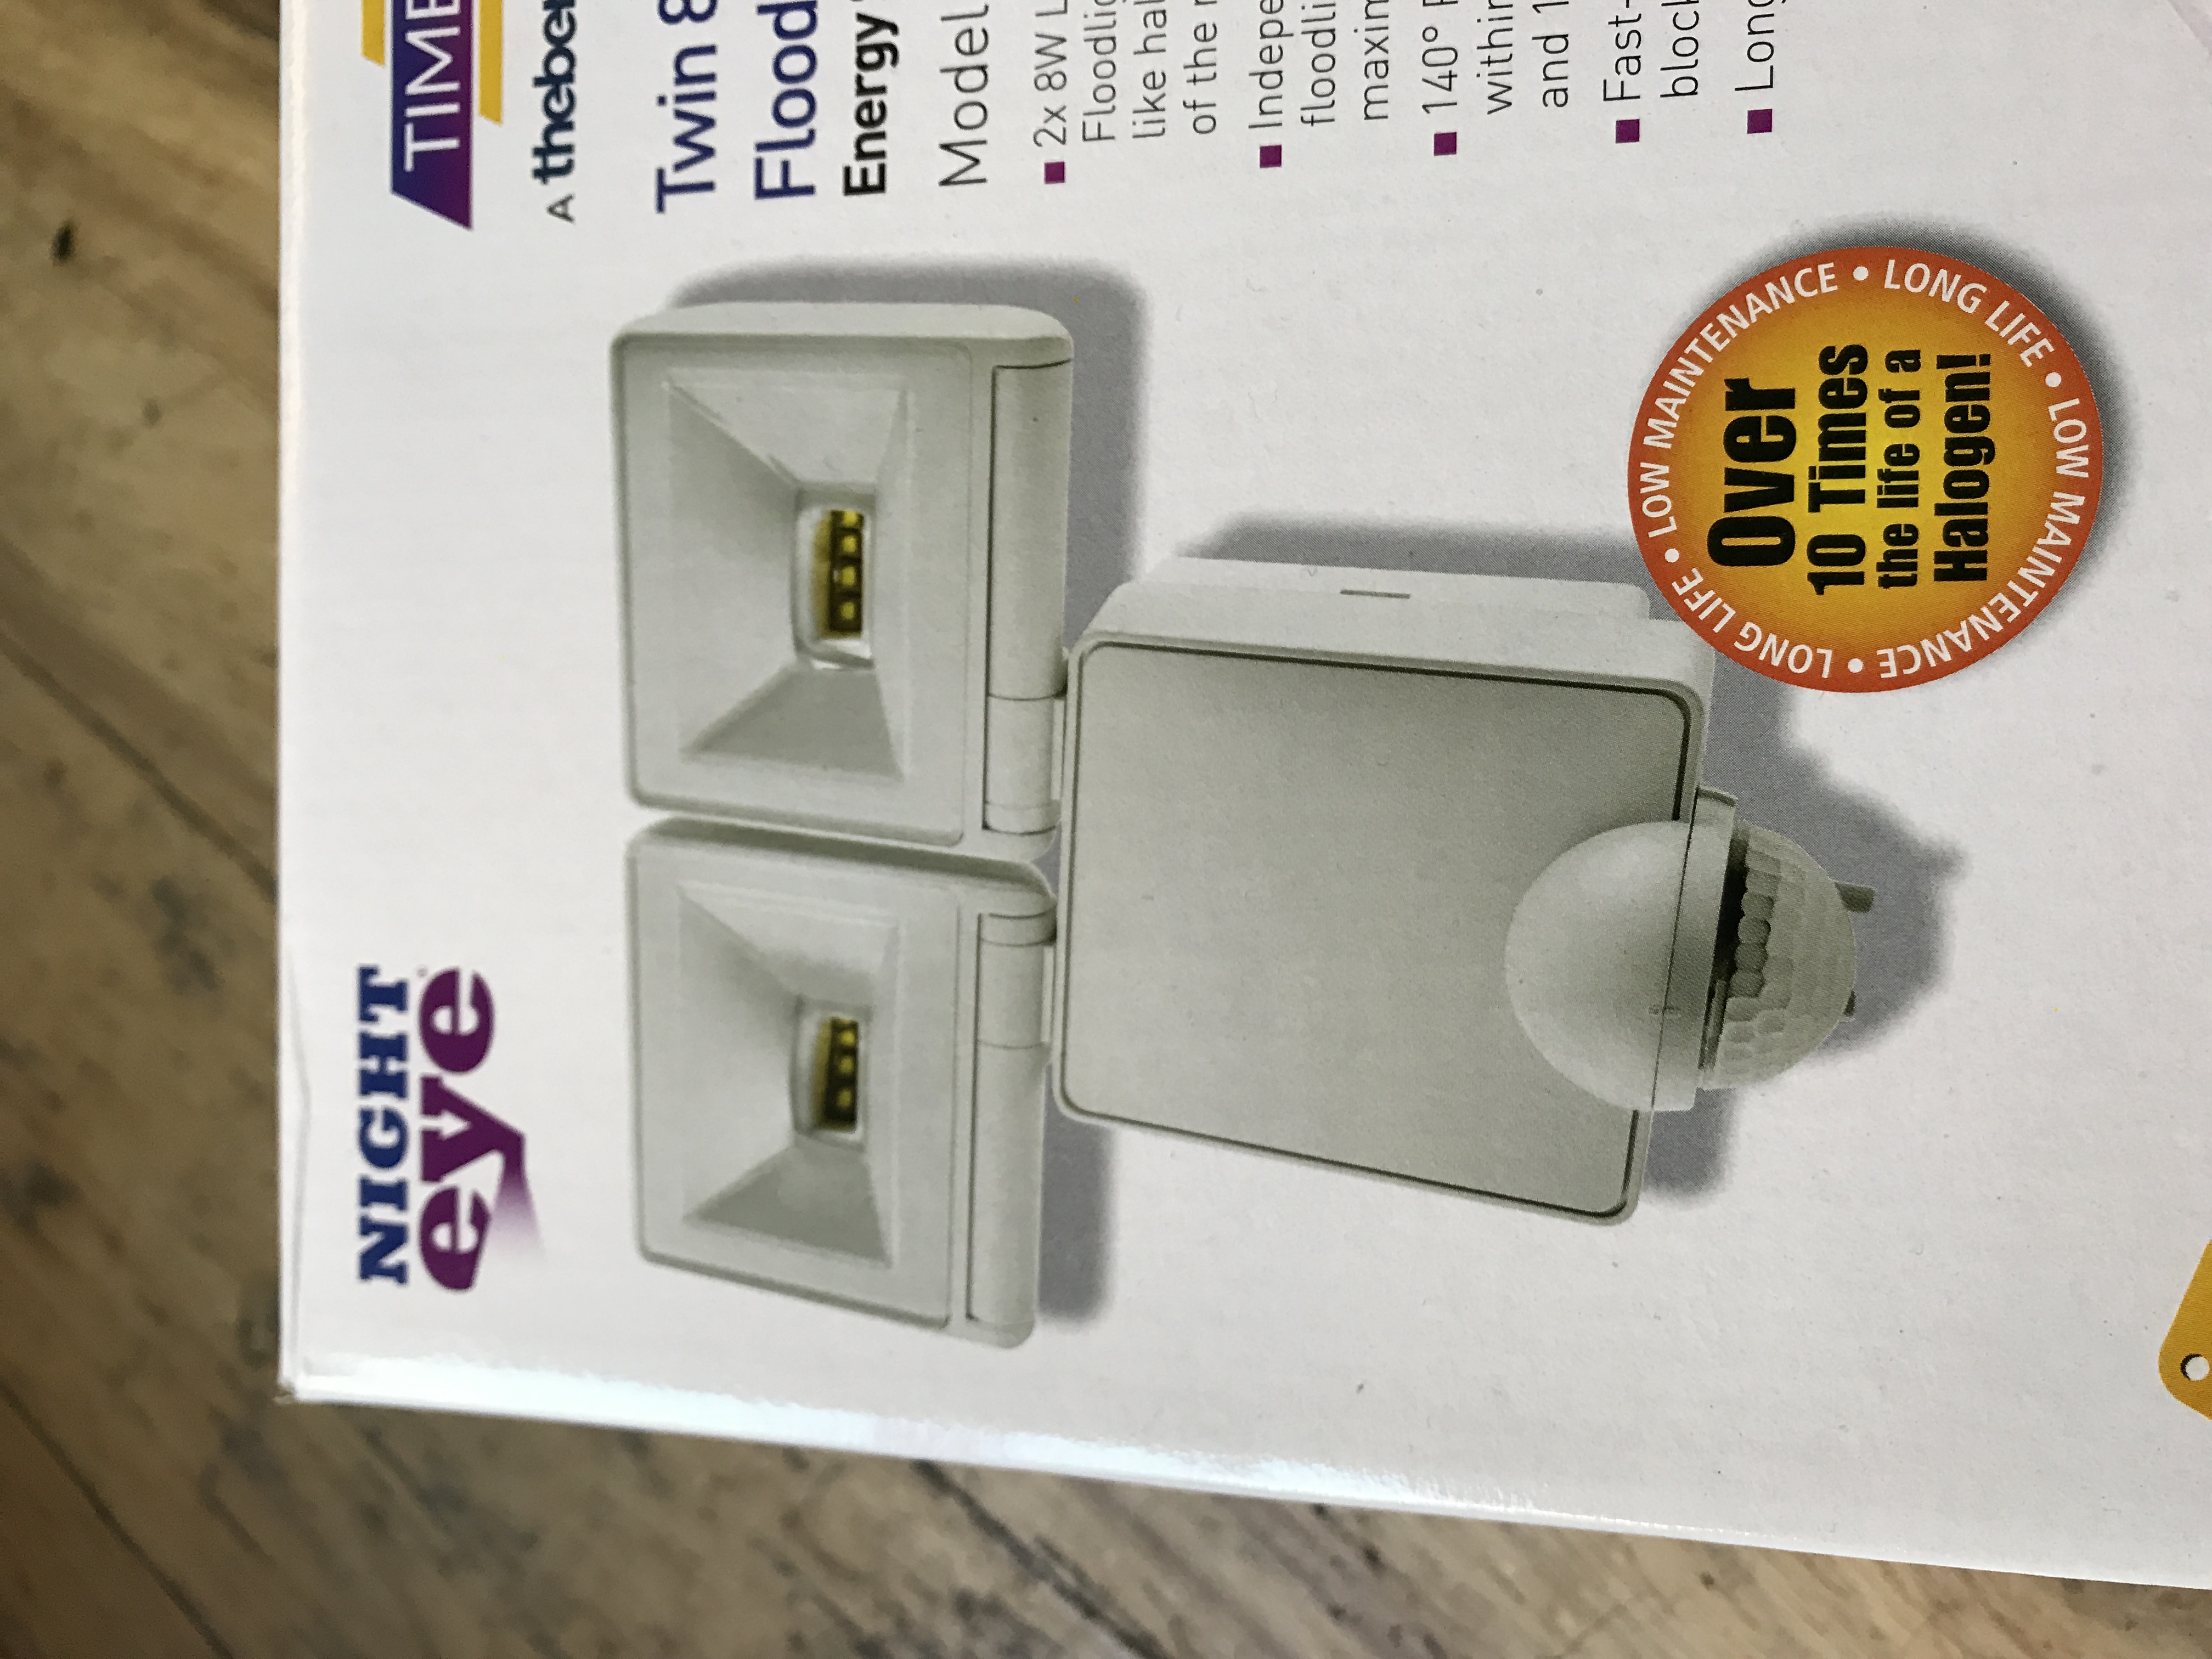 NIGHT
eye
TIME
A theben
Twin 8
Flood
Energy
Model
2x 8W L
Floodlig
like hal
of the r
Indepe
floodli
maxim
140° P
within
and 1
Fast-
block
Long
LONG LIFE • LOW MAINTENANCE • LONG LIFE • LOW MAINTENANCE •
Over
10 Times
the life of a
Halogen!